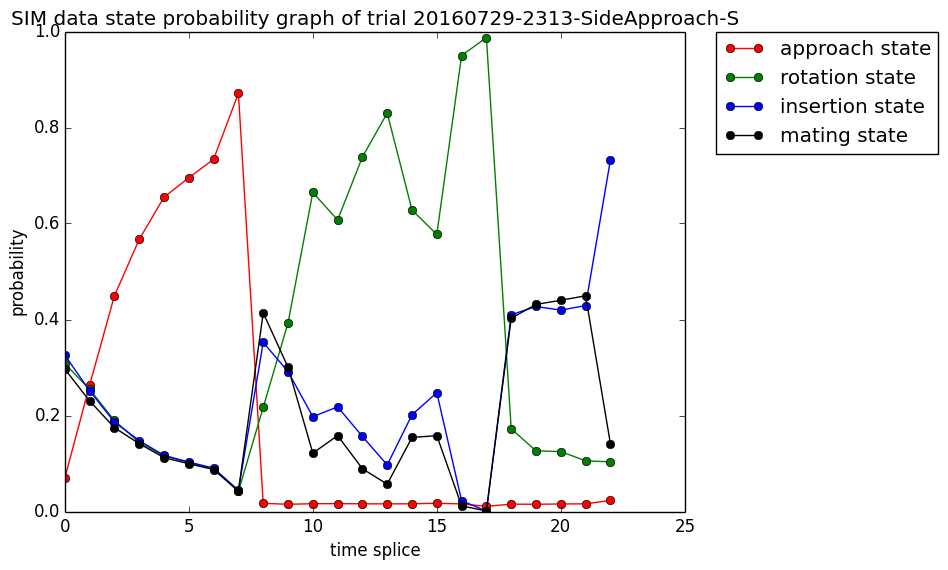 SIM data state probability graph of trial 20160729-2313-SideApproach-S
1.0
0.8
0.6
0.4
0.2
0.0
probability
0
5
10
15
20
25
time splice
approach state
rotation state
insertion state
mating state